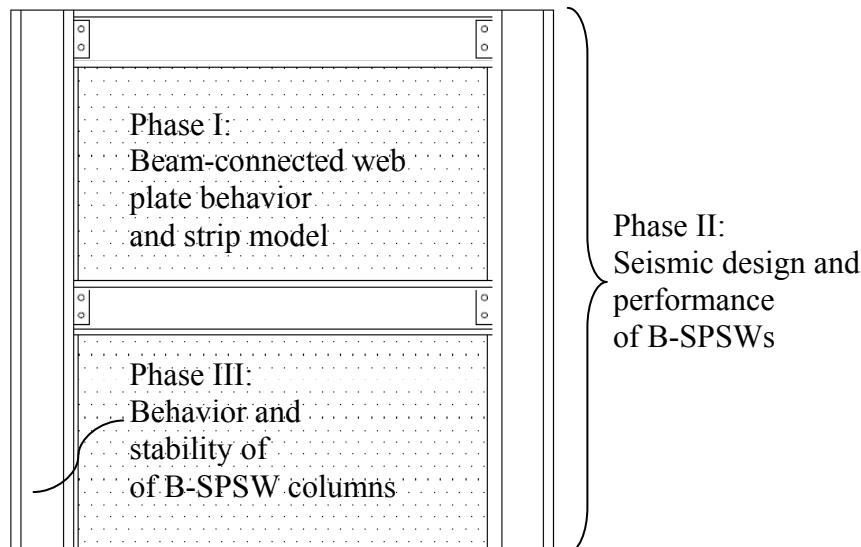 Phase I:
Beam-connected web
plate behavior
and strip model
Phase II:
Seismic design and
performance
of B-SPSWs
Phase III:
Behavior and
stability of
of B-SPSW columns